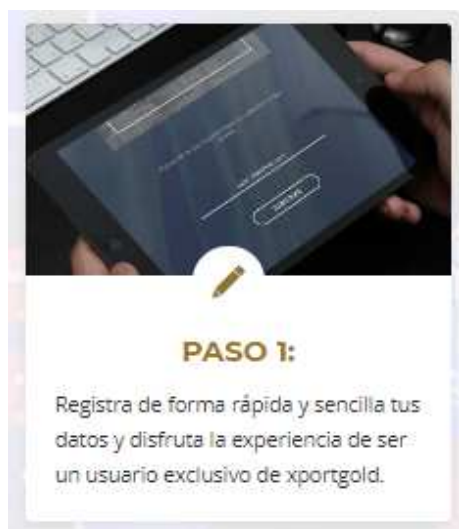 PASO 1:
Registra de forma rápida y sencilla tus
datos y disfruta la experiencia de ser
un usuario exclusivo de xportgold.